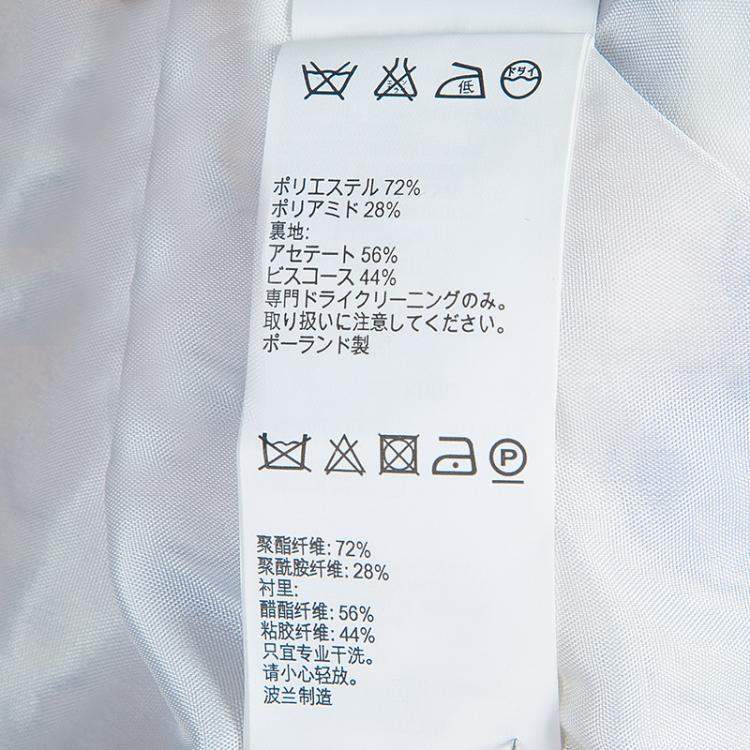 低 ドライ
ポリエステル 72%
ポリアミド 28%
裏地:
アセテート 56%
ビスコース 44%
専門ドライクリーニングのみ。
取り扱いに注意してください。
ポーランド製
P
聚酯纤维: 72%
聚酰胺纤维: 28%
衬里:
醋酯纤维: 56%
粘胶纤维: 44%
只宜专业干洗。
请小心轻放。
波兰制造